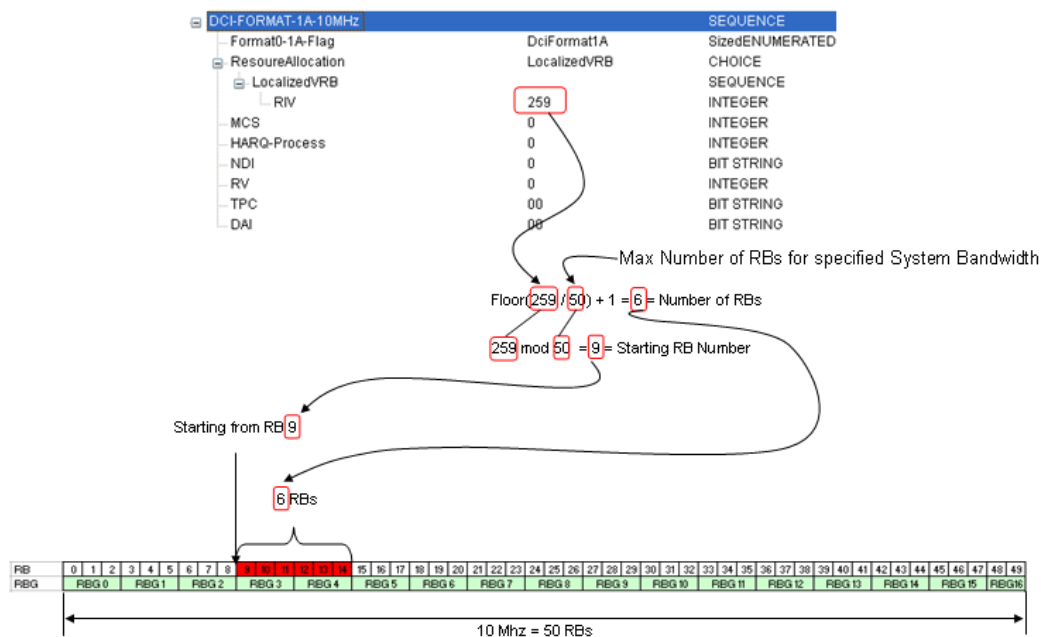 DCI-FORMAT-1A-10MHz SEQUENCE
Format0-1A-Flag DciFormat1A SizedENUMERATED
ResoureAllocation LocalizedVRB CHOICE
LocalizedVRB SEQUENCE
RIV 259 INTEGER
MCS 0 INTEGER
HARQ-Process 0 INTEGER
NDI 0 BIT STRING
RV 0 INTEGER
TPC 00 BIT STRING
DAI 00 BIT STRING
Max Number of RBs for specified System Bandwidth
Floor(259 / 50) + 1 = 6 = Number of RBs
259 mod 50 = 9 = Starting RB Number
Starting from RB 9
6 RBs
RB 0 1 2 3 4 5 6 7 8 9 10 11 12 13 14 15 16 17 18 19 20 21 22 23 24 25 26 27 28 29 30 31 32 33 34 35 36 37 38 39 40 41 42 43 44 45 46 47 48 49
RBG RBG 0 RBG 1 RBG 2 RBG 3 RBG 4 RBG 5 RBG 6 RBG 7 RBG 8 RBG 9 RBG 10 RBG 11 RBG 12 RBG 13 RBG 14 RBG 15 RBG16
10 Mhz = 50 RBs